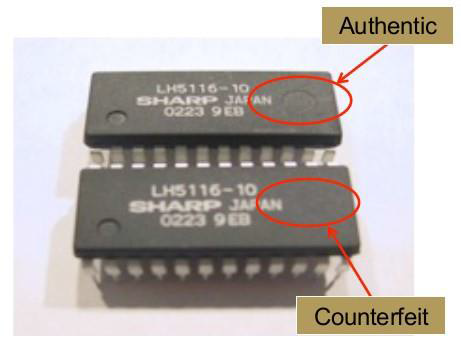 Authentic
LH5116-10
SHARP JAPAN
0223 9EB
LH5116-10
SHARP JAPAN
0223 9EB
Counterfeit